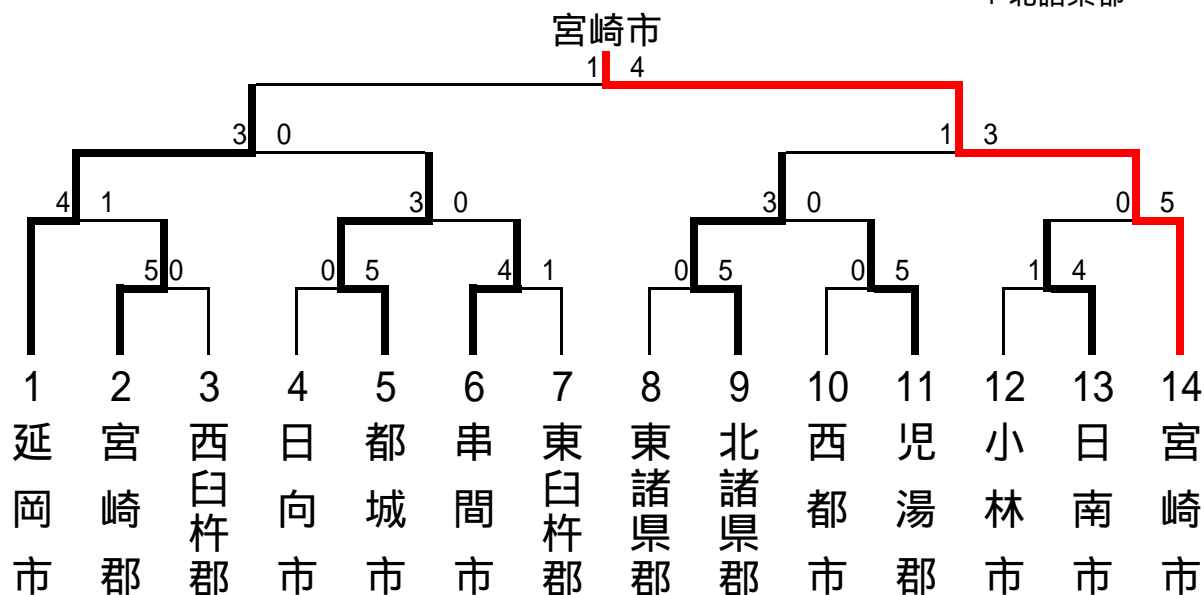 宮崎市
1 4
3 0
1 3
4 1
3 0
3 0
0 5
5 0
0 5
4 1
0 5
0 5
1 4
1 2 3 4 5 6 7 8 9 10 11 12 13 14
延岡市
宮崎郡
西臼杵郡
日向市
都城市
串間市
東臼杵郡
東諸県郡
北諸県郡
西都市
児湯郡
小林市
日南市
宮崎市